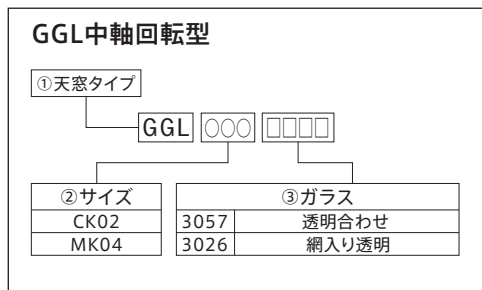 GGL中軸回転型
①天窓タイプ
GGL ○○○ □□□□
②サイズ
CK02
MK04
③ガラス
3057 透明合わせ
3026 網入り透明